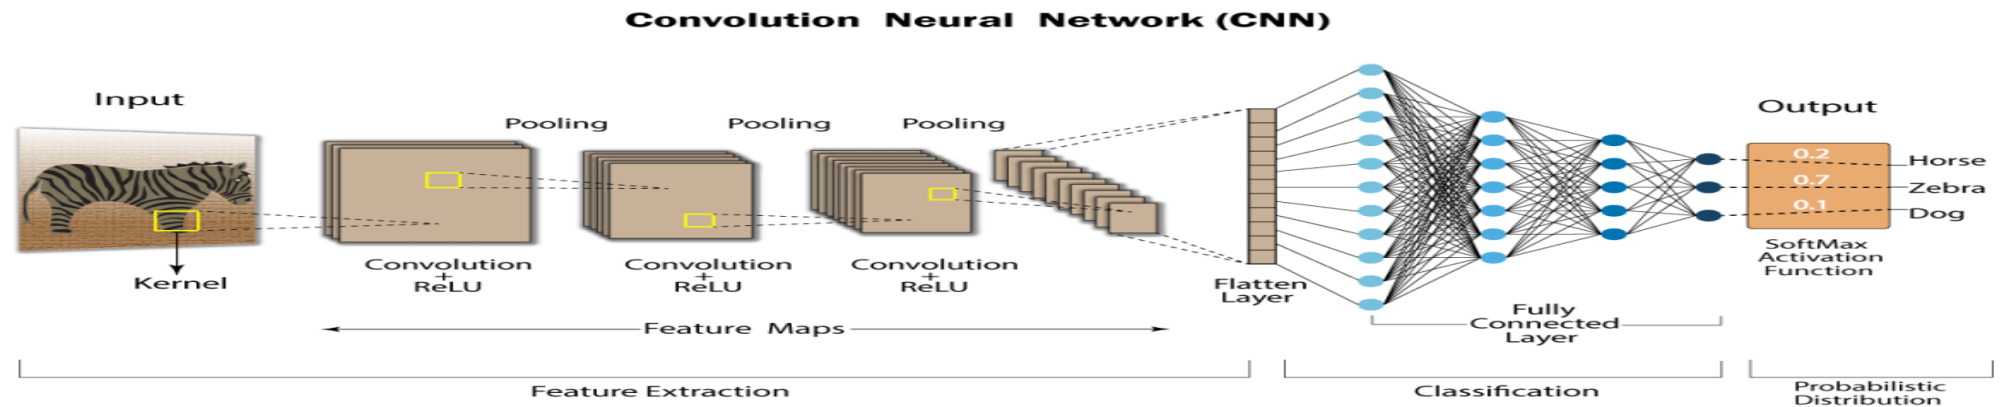 Convolution Neural Network (CNN)
Input
Kernel
Pooling
Pooling
Pooling
Convolution
+
ReLU
Convolution
+
ReLU
Convolution
+
ReLU
Feature Maps
Flatten
Layer
Fully
Connected
Layer
Output
0.2
0.7
0.1
Horse
Zebra
Dog
SoftMax
Activation
Function
Feature Extraction
Classification
Probabilistic
Distribution